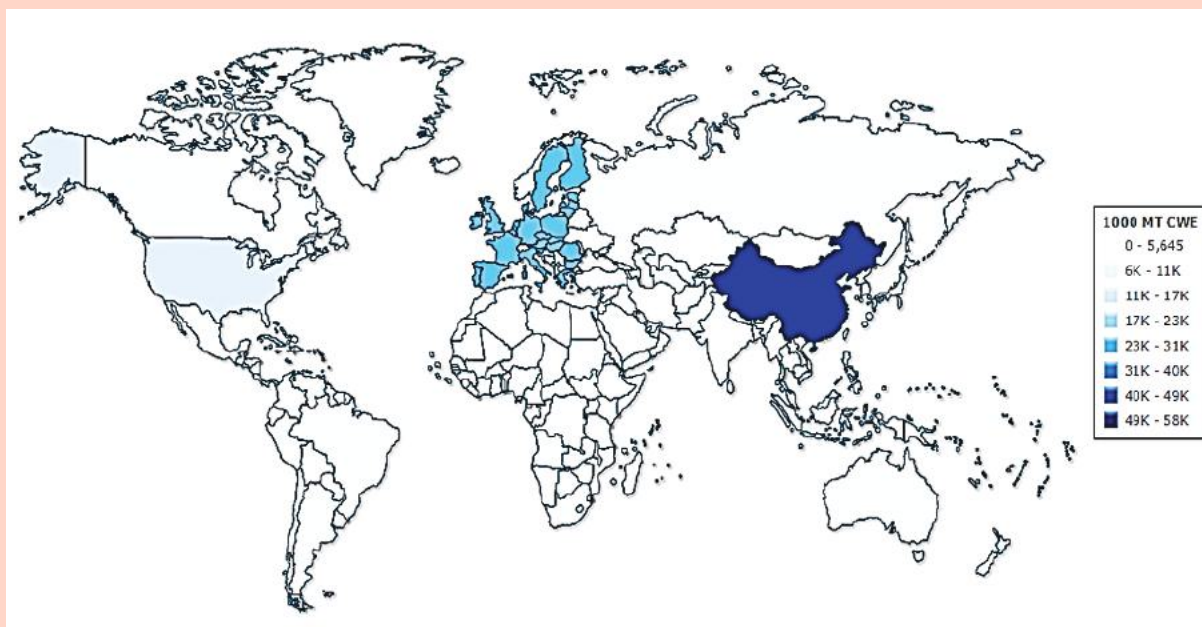 1000 MT CWE
0 - 5,645
6K - 11K
11K - 17K
17K - 23K
23K - 31K
31K - 40K
40K - 49K
49K - 58K